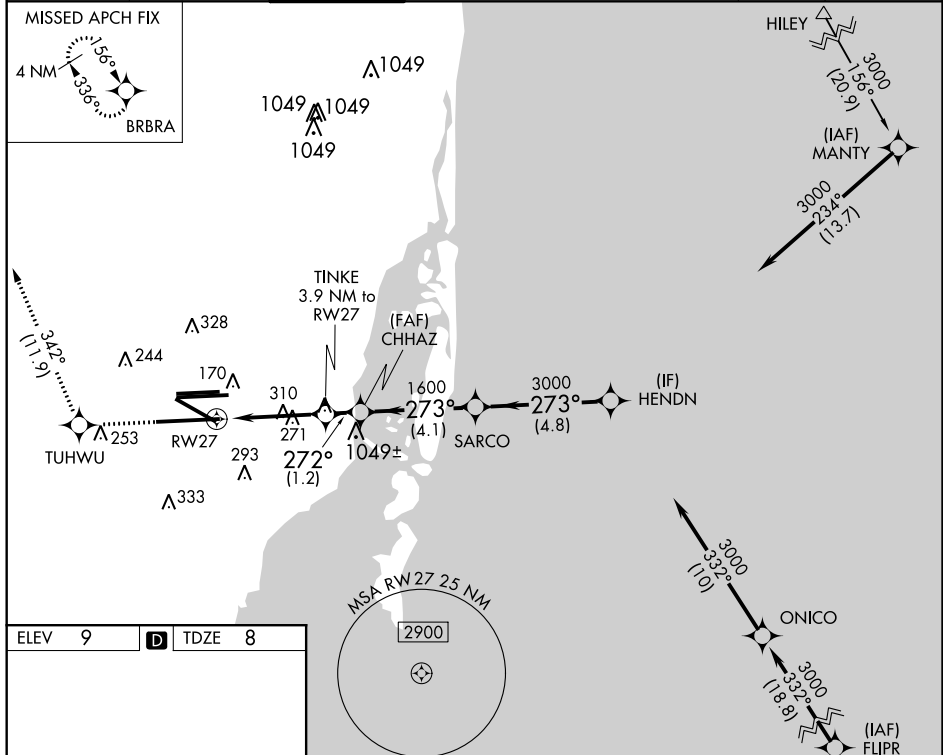 MISSED APCH FIX
4 NM
156°
336°
BRBRA
1049
1049
1049
1049
HILEY
3000
156°
(20.9)
(IAF)
MANTY
3000
234°
(13.7)
TINKE
3.9 NM to
RW27
(FAF)
CHHAZ
342°
(11.9)
328
244
170
310
271
253
TUHWU
RW27
293
333
272°
(1.2)
1049±
1600
273°
(4.1)
SARCO
3000
273°
(4.8)
(IF)
HENDN
3000
332°
(10)
ONICO
3000
332°
(18.8)
(IAF)
FLIPR
MSA RW27 25 NM
2900
ELEV 9 D TDZE 8